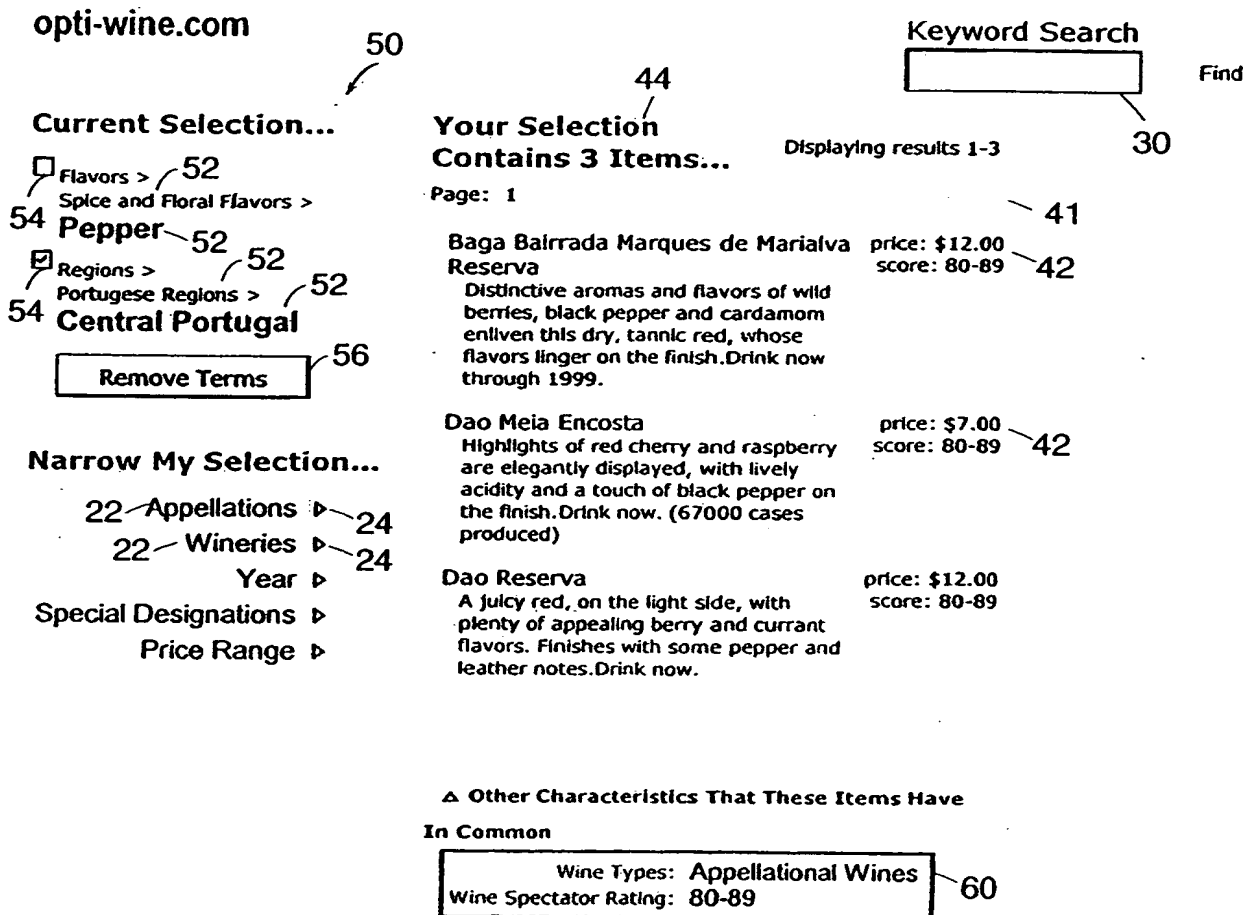 opti-wine.com
50
44
Keyword Search
Find
30
Current Selection...
Flavors > 52
Spice and Floral Flavors >
54 Pepper 52
Regions > 52
Portugese Regions > 52
54 Central Portugal
Remove Terms 56
Narrow My Selection...
22 Appellations 24
22 Wineries 24
Year
Special Designations
Price Range
Your Selection
Contains 3 Items...
Displaying results 1-3
Page: 1
41
Baga Bairrada Marques de Marialva price: $12.00
Reserva score: 80-89 42
Distinctive aromas and flavors of wild
berries, black pepper and cardamom
enliven this dry, tannic red, whose
flavors linger on the finish.Drink now
through 1999.
Dao Meia Encosta price: $7.00
Highlights of red cherry and raspberry score: 80-89 42
are elegantly displayed, with lively
acidity and a touch of black pepper on
the finish.Drink now. (67000 cases
produced)
Dao Reserva price: $12.00
A juicy red, on the light side, with score: 80-89
plenty of appealing berry and currant
flavors. Finishes with some pepper and
leather notes.Drink now.
Other Characteristics That These Items Have
In Common
Wine Types: Appellational Wines
Wine Spectator Rating: 80-89
60